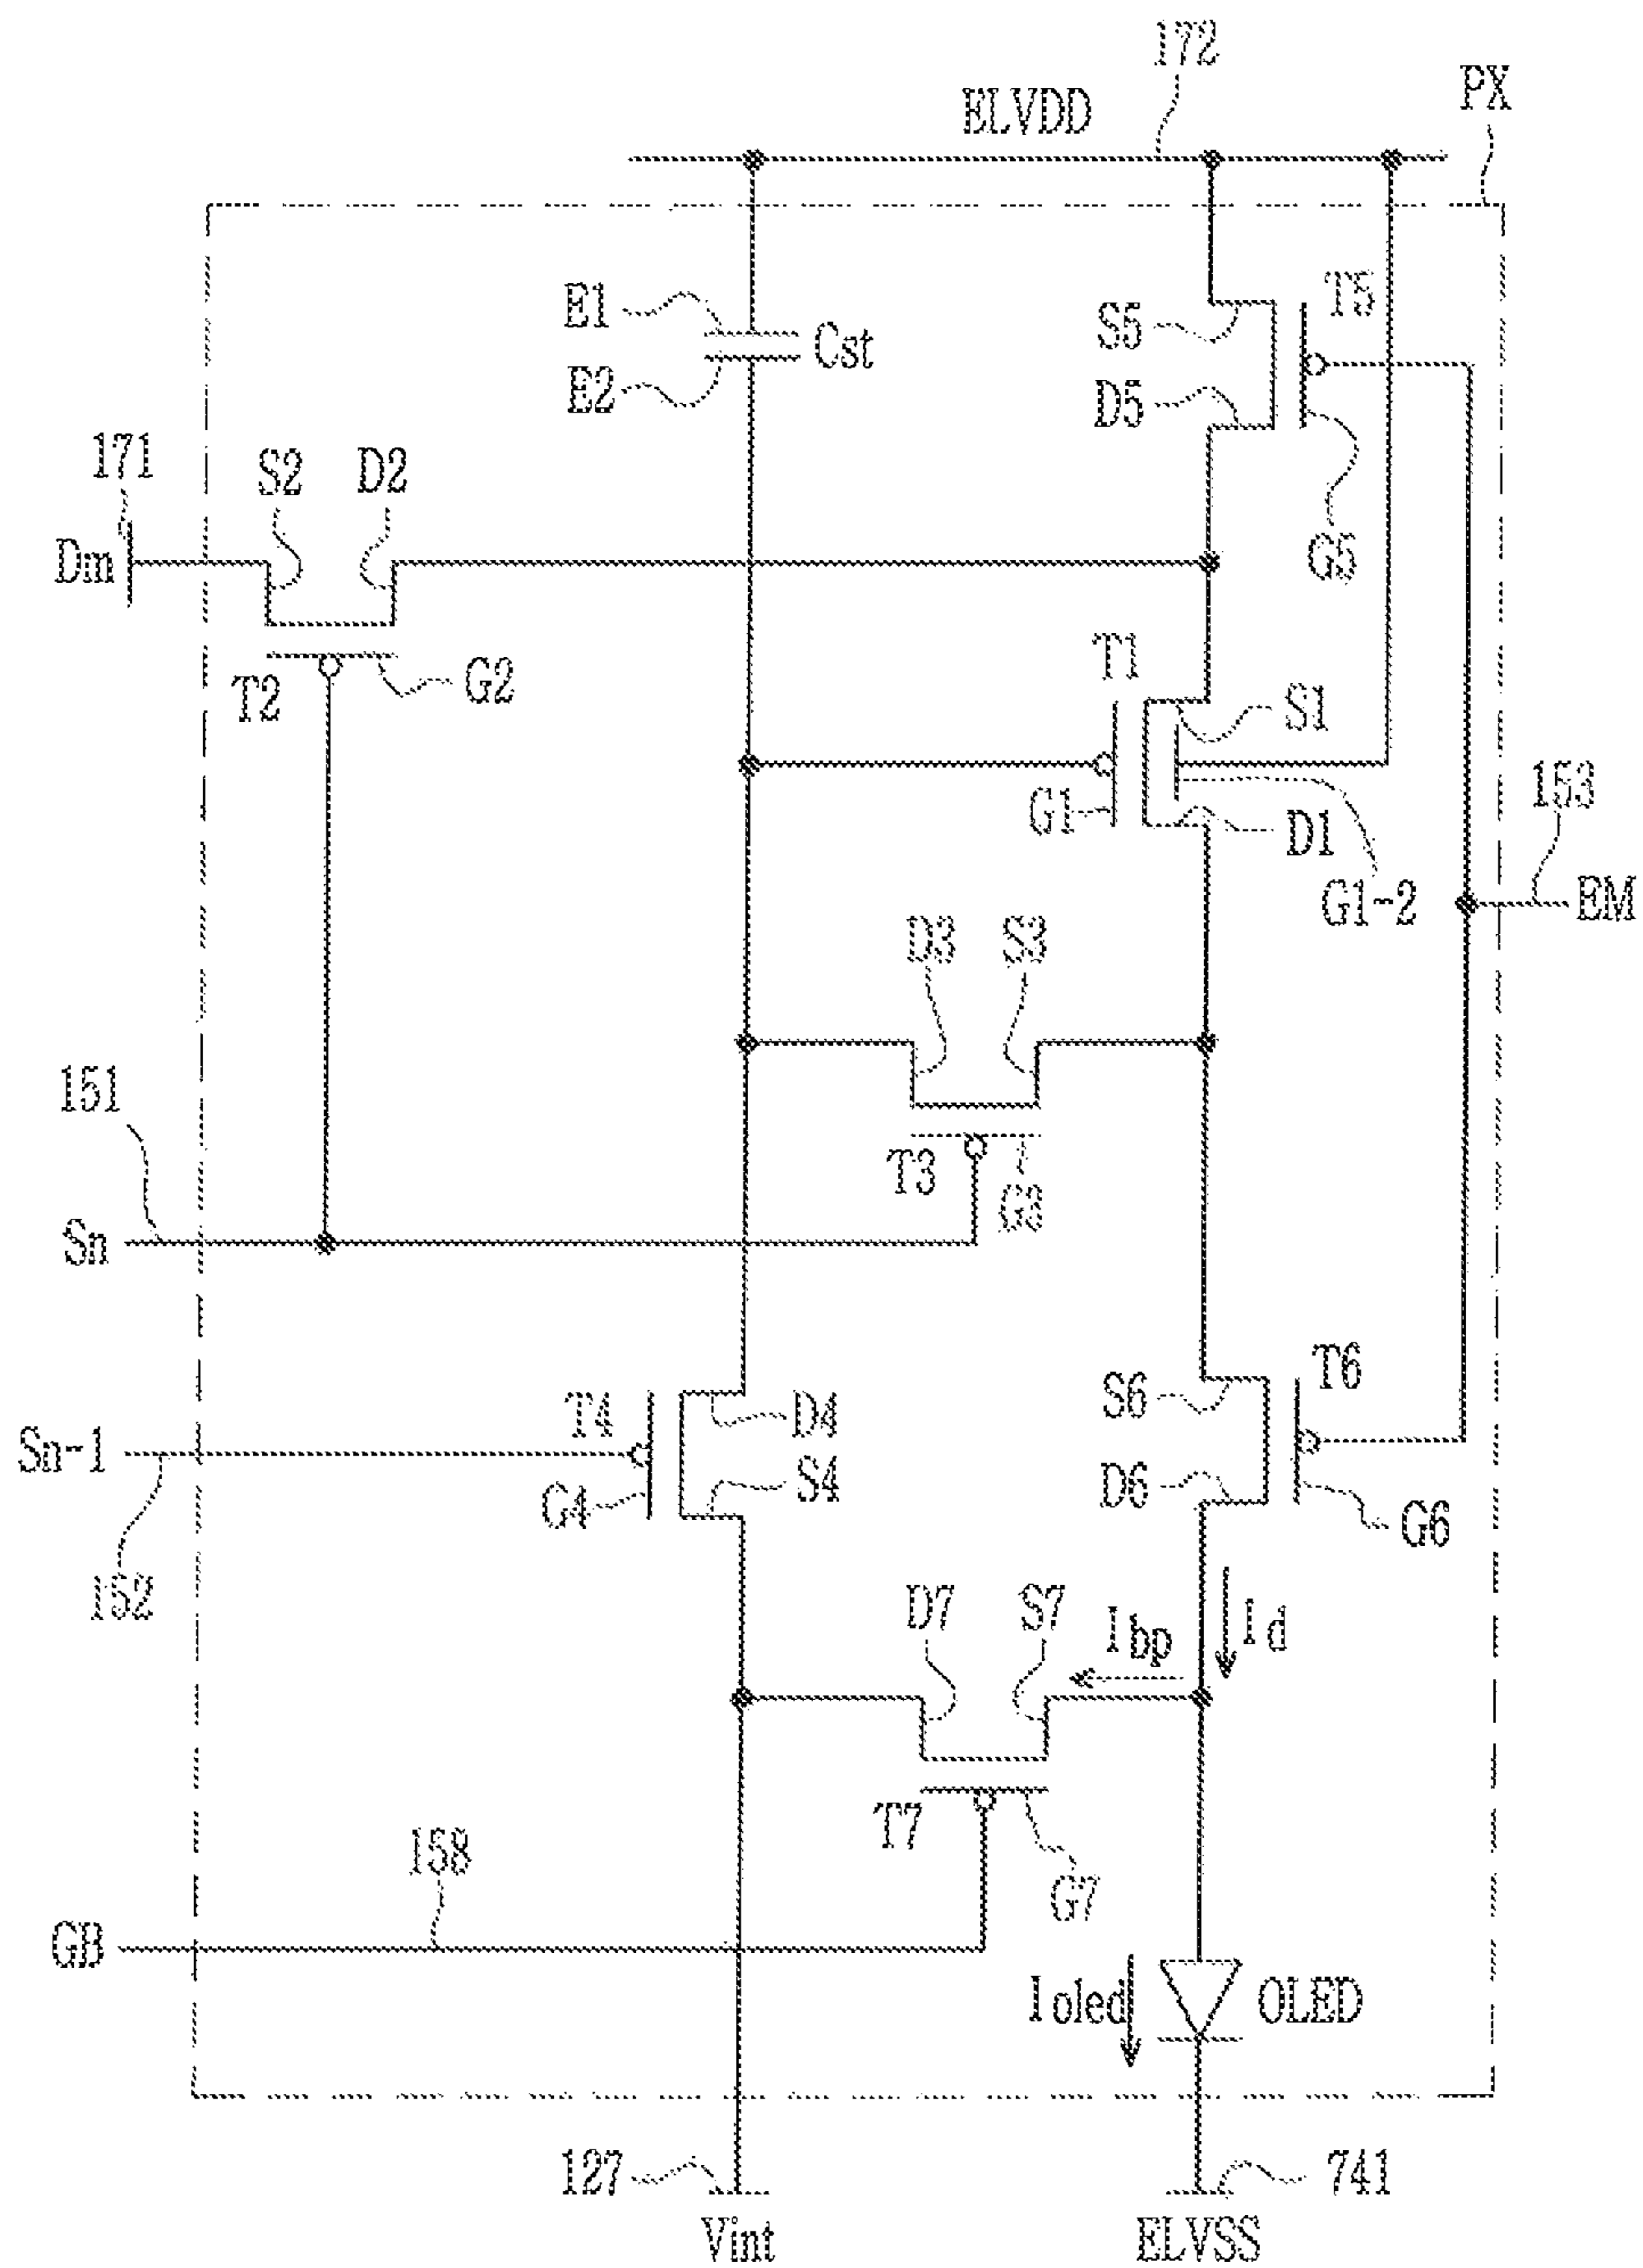 172
ELVDD
PX
E1
Cst
E2
S5
T5
D5
171
S2
D2
Dm
G5
T2
G2
T1
S1
G1
D1
G1-2
153
EM
D3
S3
151
T3
G3
Sn
T4
D4
S6
T6
Sn-1
S4
D6
G4
G6
152
D7
S7
Ibp
Id
T7
158
G7
GB
Ioled
OLED
127
741
Vint
ELVSS